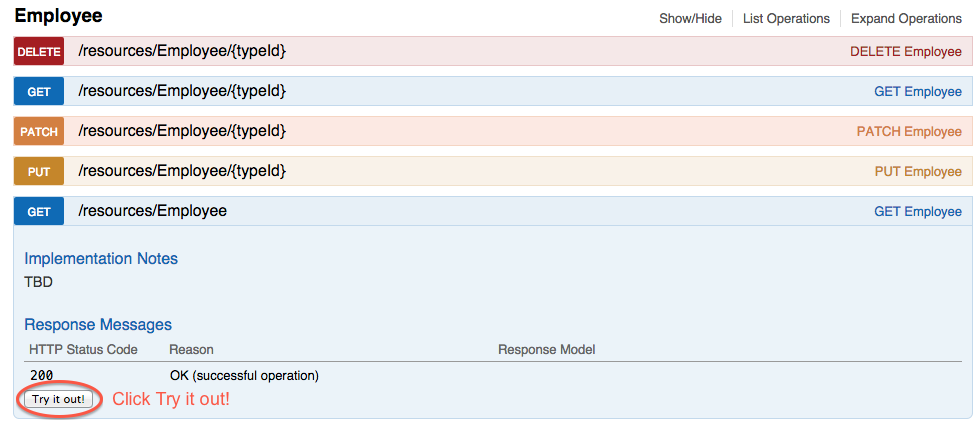 Employee
Show/Hide List Operations Expand Operations
DELETE /resources/Employee/{typeId} DELETE Employee
GET /resources/Employee/{typeId} GET Employee
PATCH /resources/Employee/{typeId} PATCH Employee
PUT /resources/Employee/{typeId} PUT Employee
GET /resources/Employee GET Employee
Implementation Notes
TBD
Response Messages
HTTP Status Code Reason Response Model
200 OK (successful operation)
Try it out! Click Try it out!